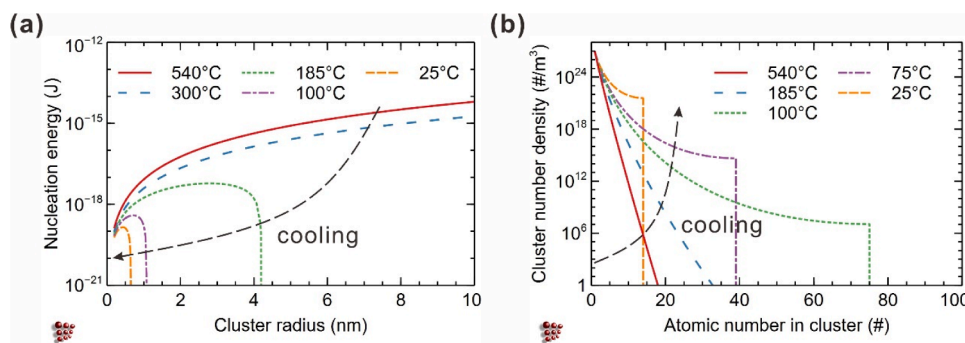 (a)
10⁻¹²
10⁻¹⁵
10⁻¹⁸
10⁻²¹
Nucleation energy (J)
540°C
185°C
25°C
300°C
100°C
cooling
0
2
4
6
8
10
Cluster radius (nm)
(b)
10²⁴
10¹⁸
10¹²
10⁶
1
Cluster number density (#/m³)
540°C
75°C
185°C
25°C
100°C
cooling
0
20
40
60
80
100
Atomic number in cluster (#)